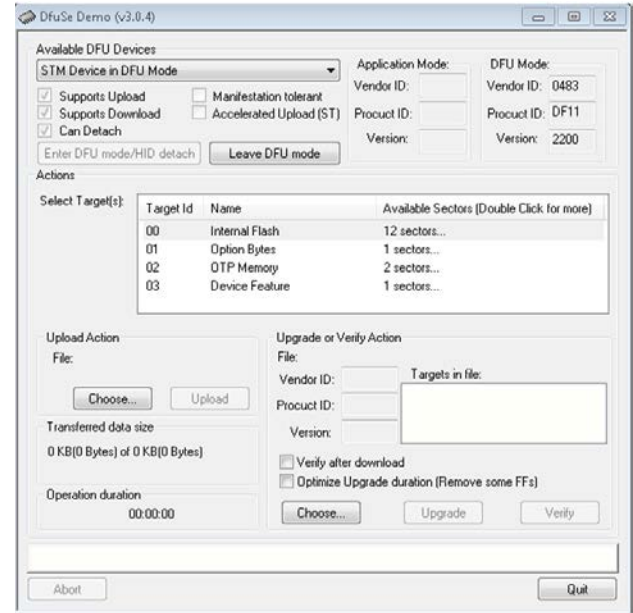 DfuSe Demo (v3.0.4)
Available DFU Devices
STM Device in DFU Mode
Supports Upload
Manifestation tolerant
Supports Download
Accelerated Upload (ST)
Can Detach
Enter DFU mode/HID detach
Leave DFU mode
Application Mode:
Vendor ID:
Procuct ID:
Version:
DFU Mode:
Vendor ID: 0483
Procuct ID: DF11
Version: 2200
Actions
Select Target(s):
Target Id Name Available Sectors (Double Click for more)
00 Internal Flash 12 sectors...
01 Option Bytes 1 sectors...
02 OTP Memory 2 sectors...
03 Device Feature 1 sectors...
Upload Action
File:
Choose...
Upload
Transferred data size
0 KB(0 Bytes) of 0 KB(0 Bytes)
Operation duration
00:00:00
Upgrade or Verify Action
File:
Vendor ID:
Procuct ID:
Version:
Targets in file:
Verify after download
Optimize Upgrade duration (Remove some FFs)
Choose...
Upgrade
Verify
Abort
Quit